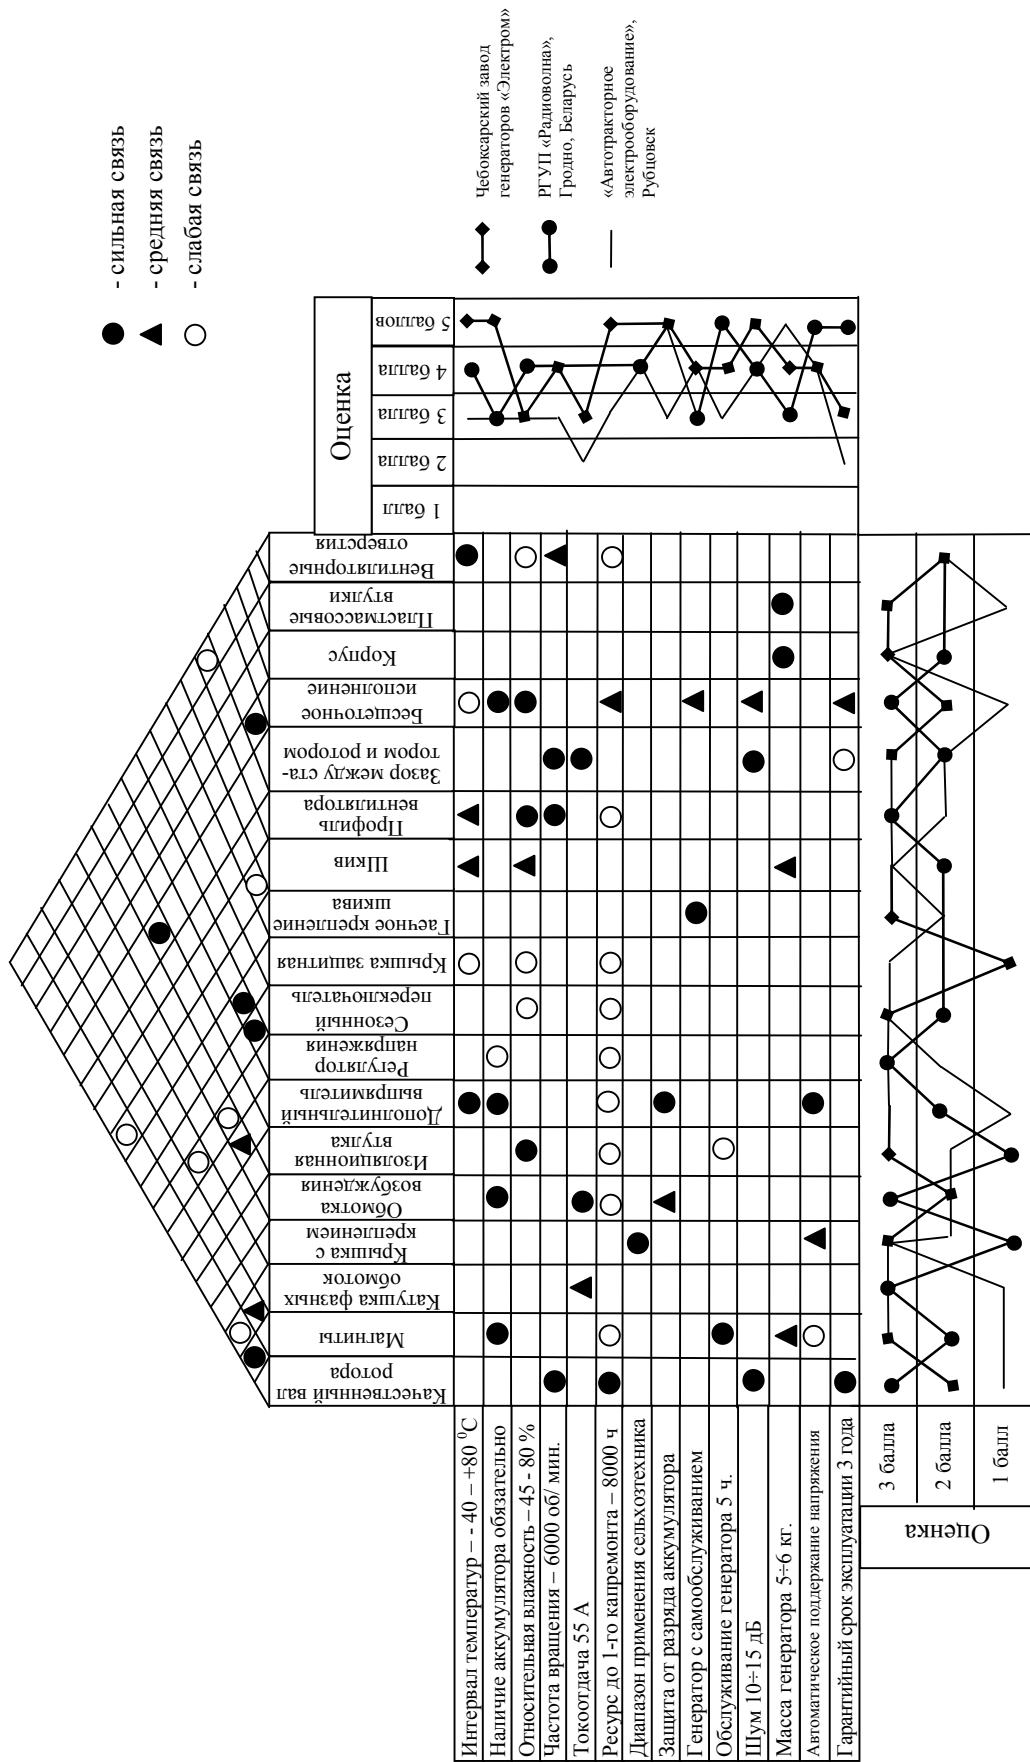 - сильная связь
- средняя связь
- слабая связь
Чебоксарский завод
генераторов «Электром»
РГУП «Радиоволна»,
Гродно, Беларусь
«Автотракторное
электрооборудование»,
Рубцовск
Оценка
1 балл
2 балла
3 балла
4 балла
5 баллов
Качественный вал
ротора
Магниты
Катушка фазных
обмоток
Крышка с
креплением
Обмотка
возбуждения
Изоляционная
втулка
Дополнительный
выпрямитель
Регулятор
напряжения
Сезонный
переключатель
Крышка защитная
Гаечное крепление
шкива
Шкив
Профиль
вентилятора
Зазор между ста-
тором и ротором
Бесщеточное
исполнение
Корпус
Пластмассовые
втулки
Вентиляторные
отверстия
Интервал температур – - 40 – +80 ⁰С
Наличие аккумулятора обязательно
Относительная влажность – 45 - 80 %
Частота вращения – 6000 об/ мин.
Токоотдача 55 А
Ресурс до 1-го капремонта – 8000 ч
Диапазон применения сельхозтехника
Защита от разряда аккумулятора
Генератор с самообслуживанием
Обслуживание генератора 5 ч.
Шум 10÷15 дБ
Масса генератора 5÷6 кг.
Автоматическое поддержание напряжения
Гарантийный срок эксплуатации 3 года
Оценка
3 балла
2 балла
1 балл